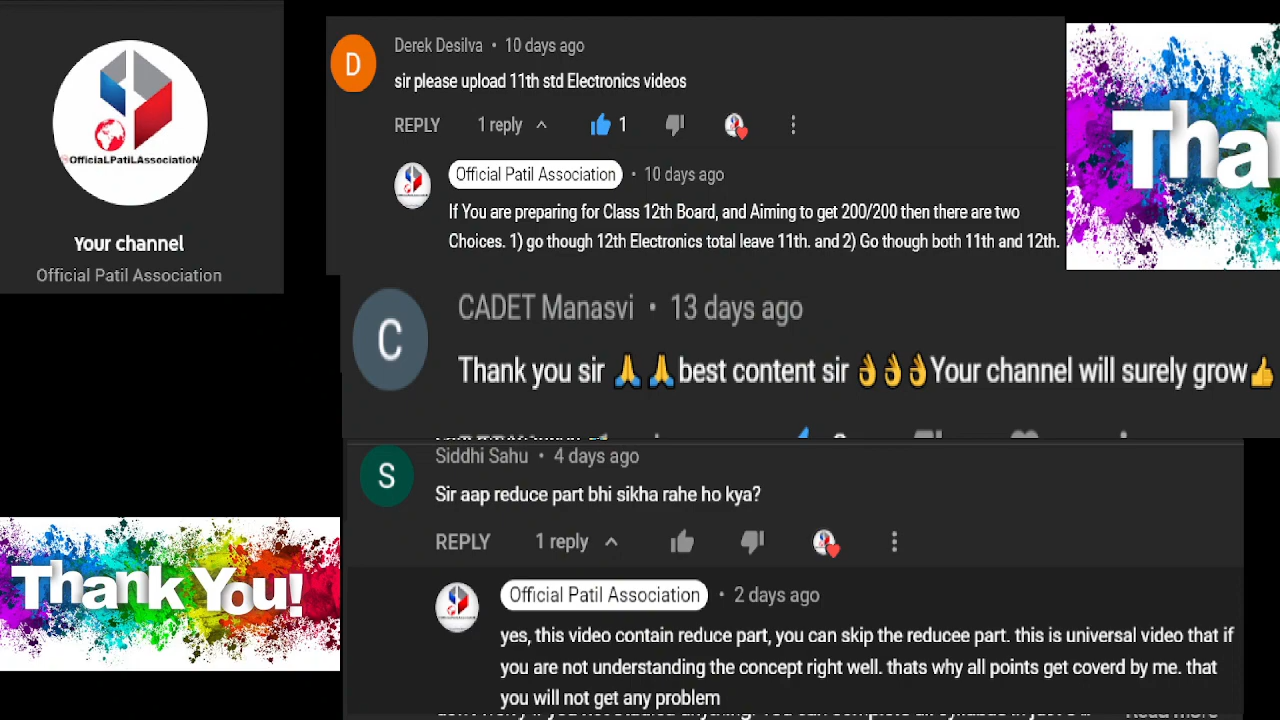 @OfficiaLPatiLAssociatioN
Your channel
Official Patil Association
D
Derek Desilva • 10 days ago
sir please upload 11th std Electronics videos
REPLY 1 reply 1
Official Patil Association • 10 days ago
If You are preparing for Class 12th Board, and Aiming to get 200/200 then there are two
Choices. 1) go though 12th Electronics total leave 11th. and 2) Go though both 11th and 12th.
Tha
C
CADET Manasvi • 13 days ago
Thank you sir 🙏🙏best content sir 👌👌👌Your channel will surely grow👍
S
Siddhi Sahu • 4 days ago
Sir aap reduce part bhi sikha rahe ho kya?
REPLY 1 reply
Official Patil Association • 2 days ago
yes, this video contain reduce part, you can skip the reducee part. this is universal video that if
you are not understanding the concept right well. thats why all points get coverd by me. that
you will not get any problem
Thank You!